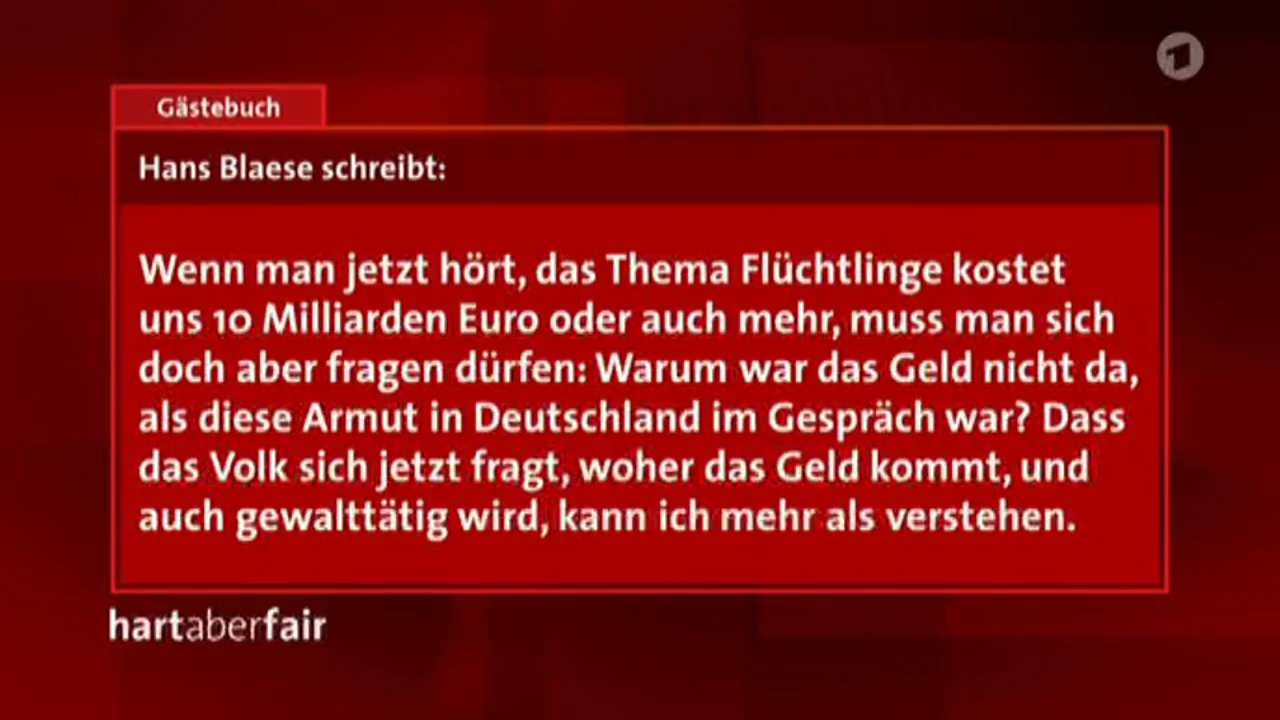 Gästebuch
Hans Blaese schreibt:
Wenn man jetzt hört, das Thema Flüchtlinge kostet
uns 10 Milliarden Euro oder auch mehr, muss man sich
doch aber fragen dürfen: Warum war das Geld nicht da,
als diese Armut in Deutschland im Gespräch war? Dass
das Volk sich jetzt fragt, woher das Geld kommt, und
auch gewalttätig wird, kann ich mehr als verstehen.
hartaberfair